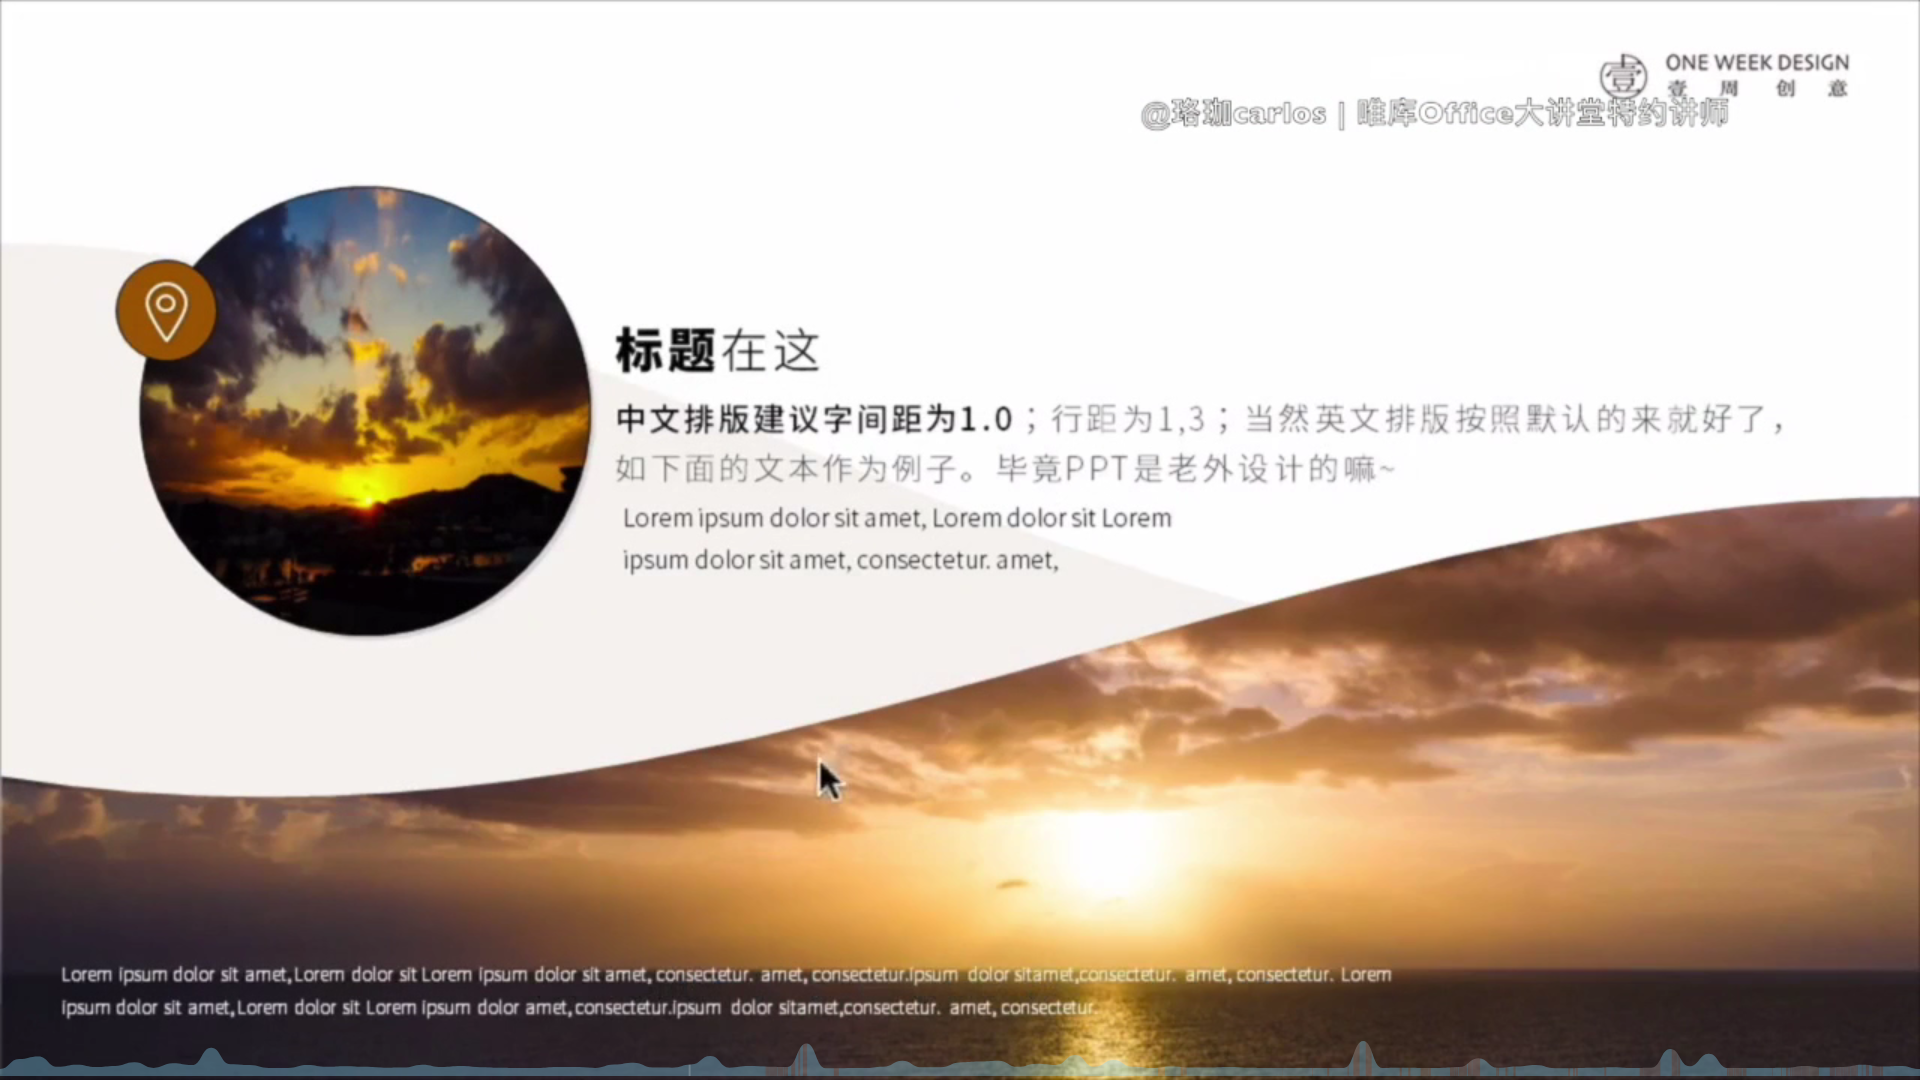 ONE WEEK DESIGN
壹周创意
@珞珈carlos | 唯库Office大讲堂特约讲师
标题在这
中文排版建议字间距为1.0；行距为1,3；当然英文排版按照默认的来就好了，
如下面的文本作为例子。毕竟PPT是老外设计的嘛~
Lorem ipsum dolor sit amet, Lorem dolor sit Lorem
ipsum dolor sit amet, consectetur. amet,
Lorem ipsum dolor sit amet,Lorem dolor sit Lorem ipsum dolor sit amet, consectetur. amet, consectetur.ipsum dolor sitamet,consectetur. amet, consectetur. Lorem
ipsum dolor sit amet,Lorem dolor sit Lorem ipsum dolor amet,consectetur.ipsum dolor sitamet,consectetur. amet, consectetur.